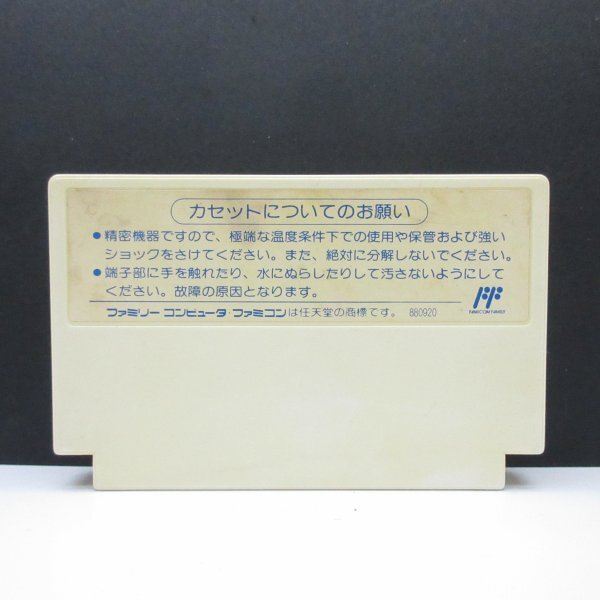 カセットについてのお願い
●精密機器ですので、極端な温度条件下での使用や保管および強い
ショックをさけてください。また、絶対に分解しないでください。
●端子部に手を触れたり、水にぬらしたりして汚さないようにして
ください。故障の原因となります。
ファミリー コンピュータ・ファミコンは任天堂の商標です。 880920
FAMICOM FAMILY